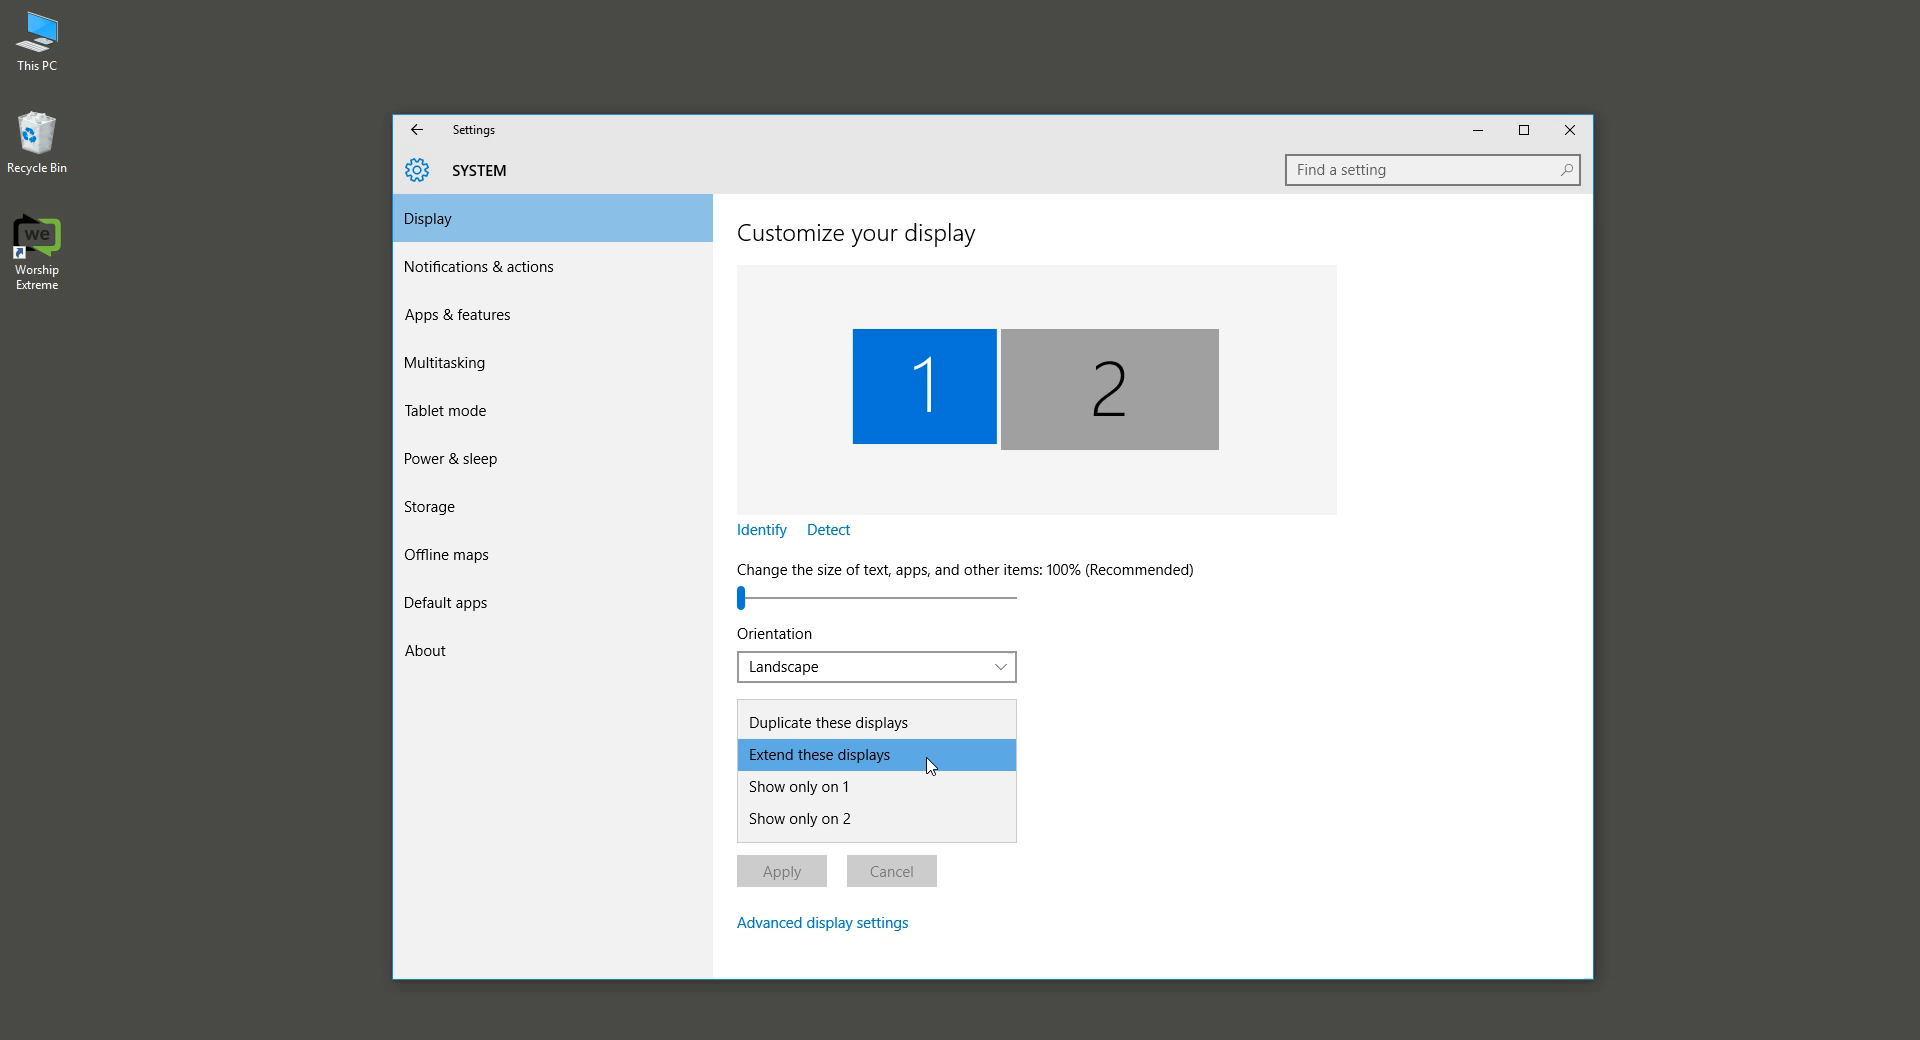 This PC
Recycle Bin
we
Worship
Extreme
Settings
SYSTEM
Find a setting
Display
Notifications & actions
Apps & features
Multitasking
Tablet mode
Power & sleep
Storage
Offline maps
Default apps
About
Customize your display
1
2
Identify Detect
Change the size of text, apps, and other items: 100% (Recommended)
Orientation
Landscape
Duplicate these displays
Extend these displays
Show only on 1
Show only on 2
Apply Cancel
Advanced display settings